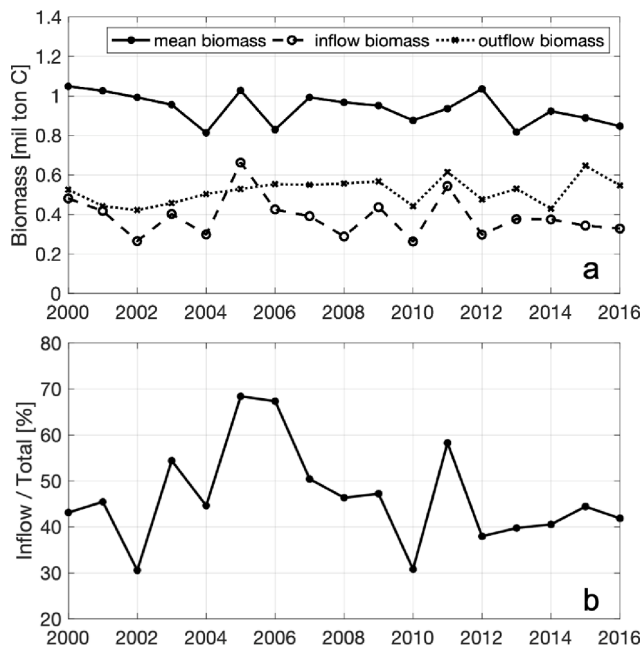 1.4
mean biomass inflow biomass outflow biomass
1.2
1
0.8
0.6
0.4
0.2
0
Biomass [mil ton C]
a
2000 2002 2004 2006 2008 2010 2012 2014 2016
70
60
50
40
30
20
Inflow / Total [%]
b
2000 2002 2004 2006 2008 2010 2012 2014 2016